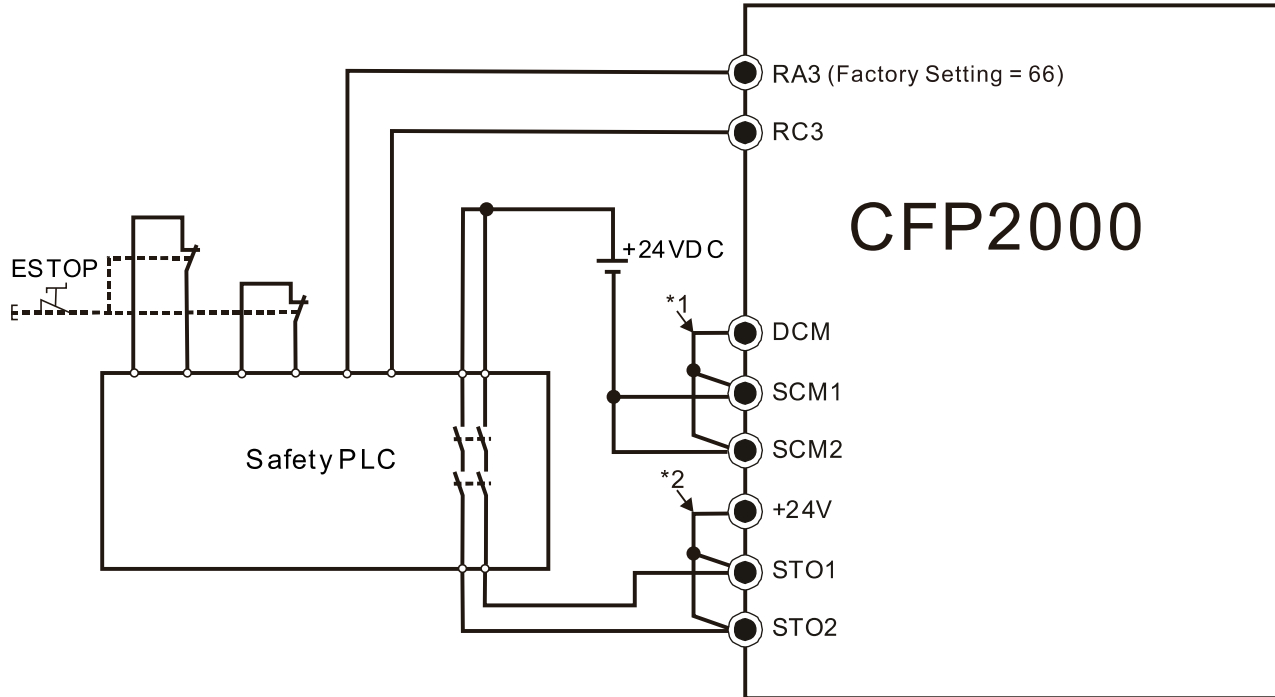 RA3 (Factory Setting = 66)
RC3
CFP2000
+24VDC
ESTOP
*1
DCM
SCM1
SCM2
Safety PLC
*2
+24V
STO1
STO2